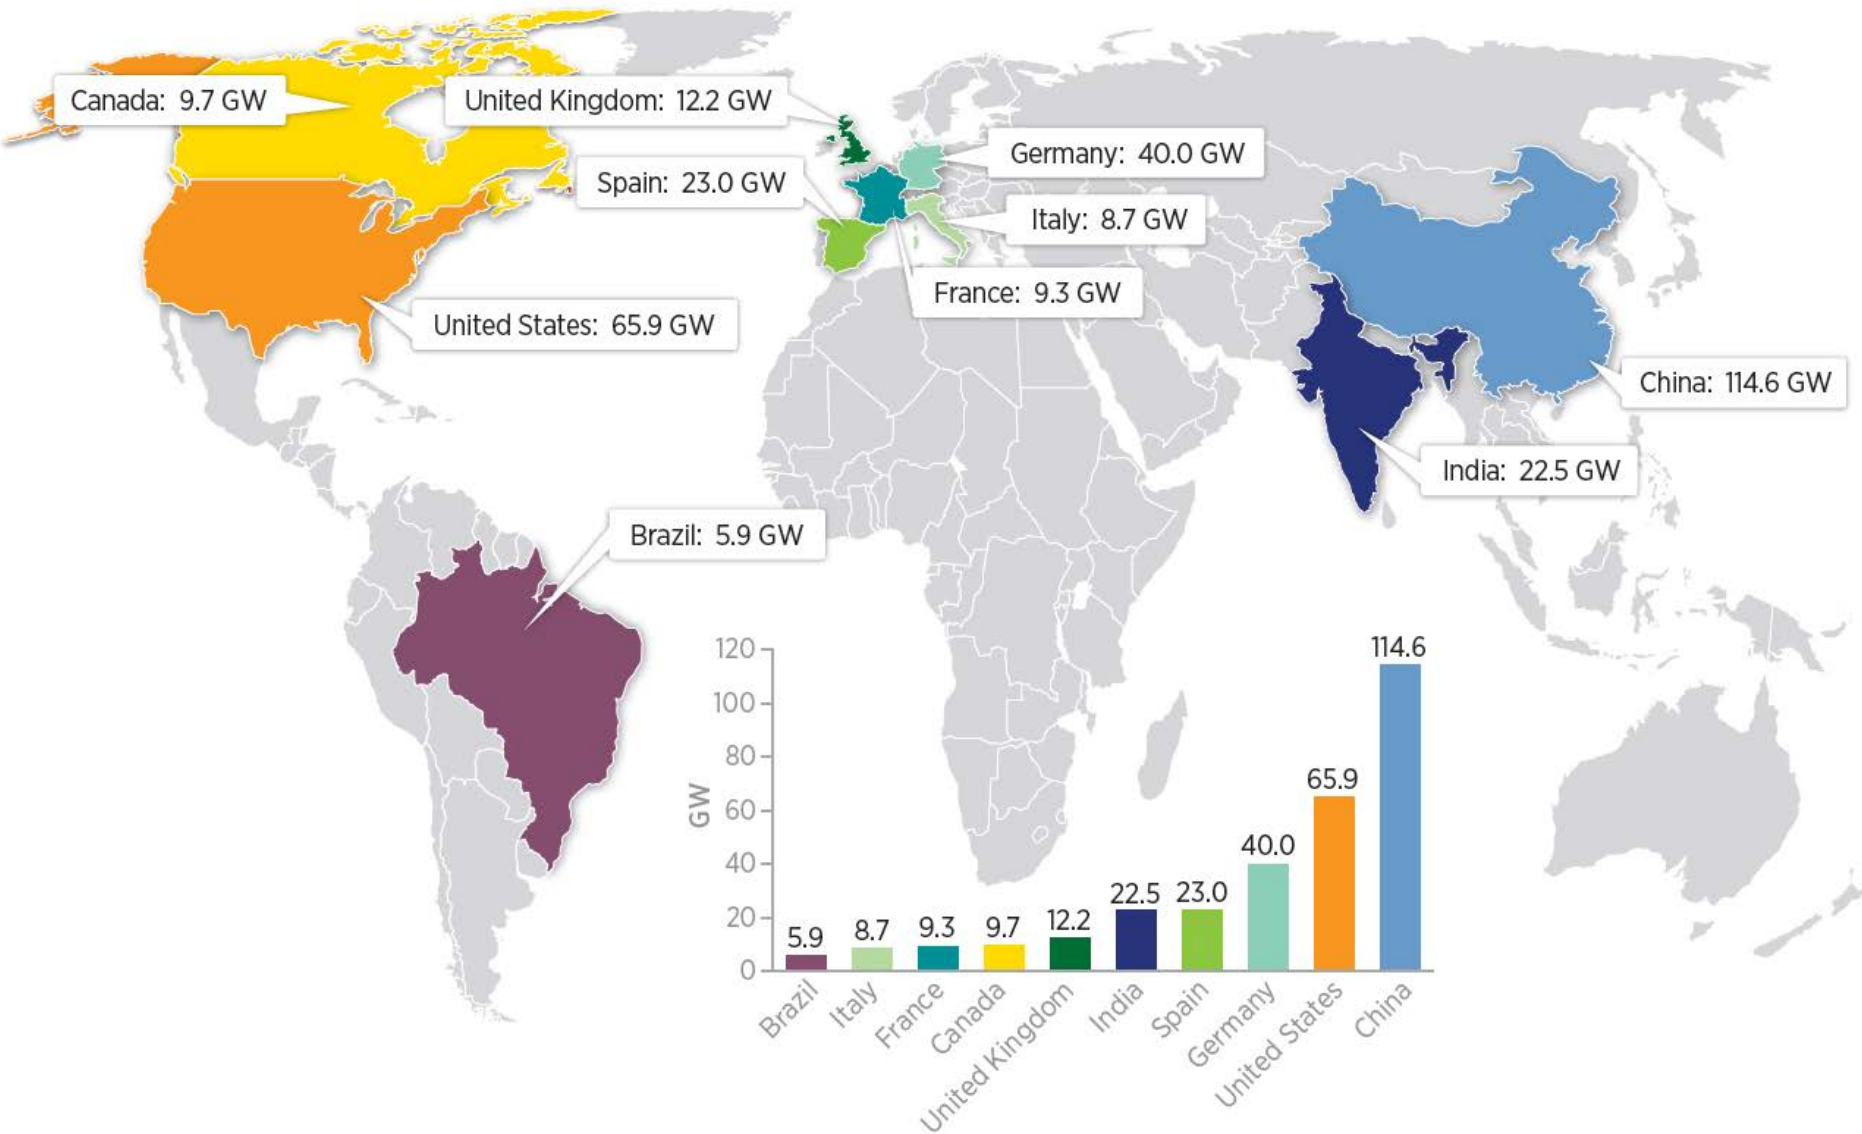 Canada: 9.7 GW
United Kingdom: 12.2 GW
Germany: 40.0 GW
Spain: 23.0 GW
Italy: 8.7 GW
France: 9.3 GW
United States: 65.9 GW
China: 114.6 GW
India: 22.5 GW
Brazil: 5.9 GW
GW
120
100
80
60
40
20
0
5.9
8.7
9.3
9.7
12.2
22.5
23.0
40.0
65.9
114.6
Brazil
Italy
France
Canada
United Kingdom
India
Spain
Germany
United States
China